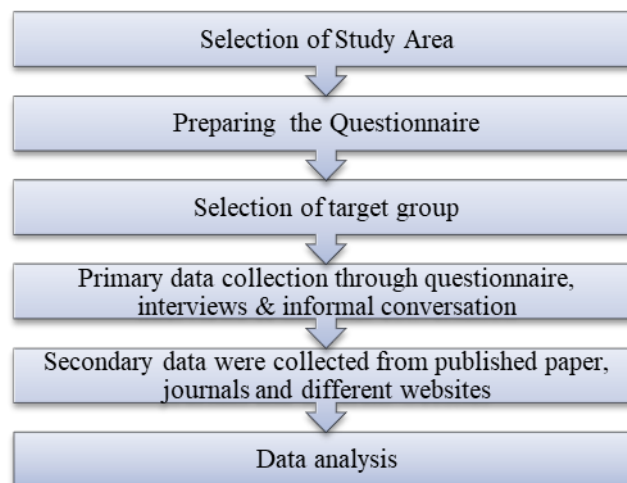 Selection of Study Area
Preparing the Questionnaire
Selection of target group
Primary data collection through questionnaire,
interviews & informal conversation
Secondary data were collected from published paper,
journals and different websites
Data analysis